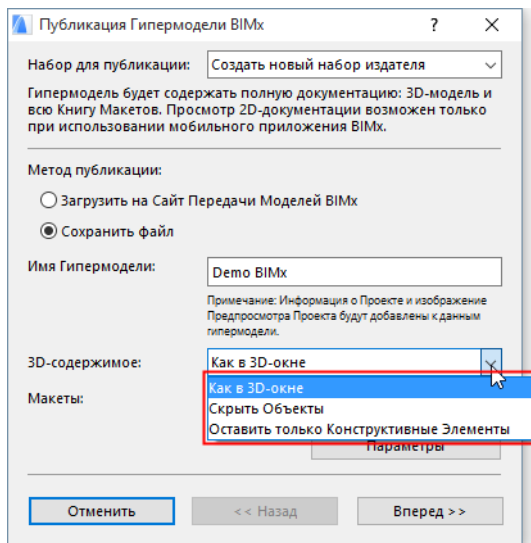 Публикация Гипермодели BIMx
?
Набор для публикации:
Создать новый набор издателя
Гипермодель будет содержать полную документацию: 3D-модель и
всю Книгу Макетов. Просмотр 2D-документации возможен только
при использовании мобильного приложения BIMx.
Метод публикации:
Загрузить на Сайт Передачи Моделей BIMx
Сохранить файл
Имя Гипермодели:
Demo BIMx
Примечание: Информация о Проекте и изображение
Предпросмотра Проекта будут добавлены к данным
гипермодели.
3D-содержимое:
Как в 3D-окне
Как в 3D-окне
Макеты:
Скрыть Объекты
Оставить только Конструктивные Элементы
Параметры
Отменить
<< Назад
Вперед >>